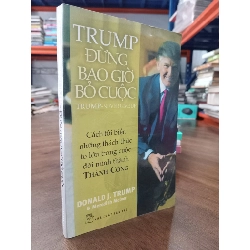 TRUMP
ĐỪNG
BAO GIỜ
BỎ CUỘC
Cách tôi biến
những thách thức
to lớn trong cuộc
đời mình thành
THÀNH CÔNG
DONALD J. TRUMP